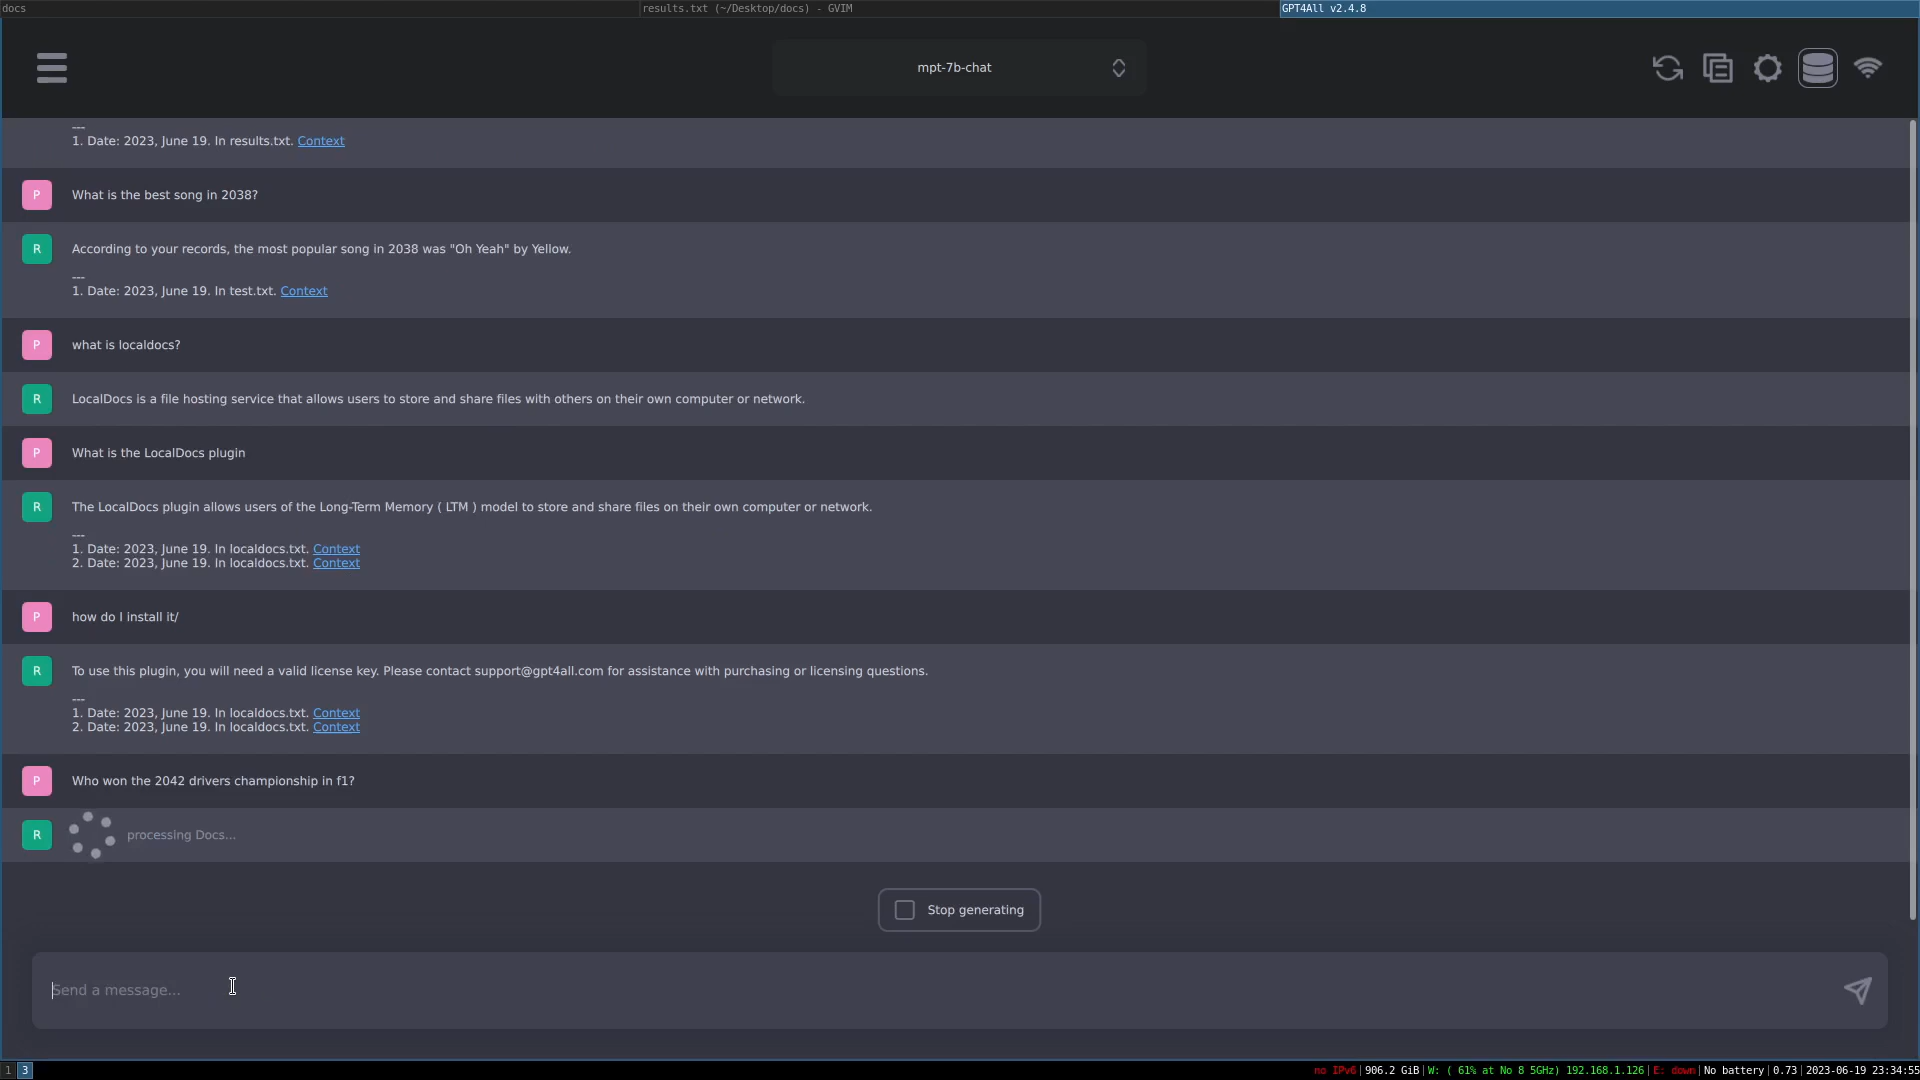 docs
results.txt (~/Desktop/docs) - GVIM
GPT4All v2.4.8
mpt-7b-chat
---
1. Date: 2023, June 19. In results.txt. Context
P
What is the best song in 2038?
R
According to your records, the most popular song in 2038 was "Oh Yeah" by Yellow.
---
1. Date: 2023, June 19. In test.txt. Context
P
what is localdocs?
R
LocalDocs is a file hosting service that allows users to store and share files with others on their own computer or network.
P
What is the LocalDocs plugin
R
The LocalDocs plugin allows users of the Long-Term Memory ( LTM ) model to store and share files on their own computer or network.
---
1. Date: 2023, June 19. In localdocs.txt. Context
2. Date: 2023, June 19. In localdocs.txt. Context
P
how do I install it/
R
To use this plugin, you will need a valid license key. Please contact support@gpt4all.com for assistance with purchasing or licensing questions.
---
1. Date: 2023, June 19. In localdocs.txt. Context
2. Date: 2023, June 19. In localdocs.txt. Context
P
Who won the 2042 drivers championship in f1?
R
processing Docs...
Stop generating
Send a message...
1 3
no IPv6|906.2 GiB|W: ( 61% at No 8 5GHz) 192.168.1.126|E: down|No battery|0.73|2023-06-19 23:34:55